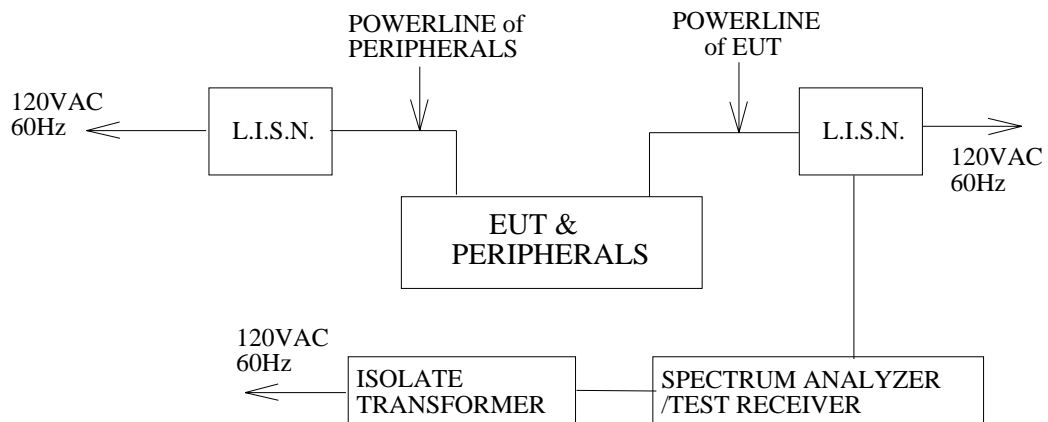 POWERLINE of
PERIPHERALS
POWERLINE
of EUT
120VAC
60Hz
L.I.S.N.
L.I.S.N.
120VAC
60Hz
EUT &
PERIPHERALS
120VAC
60Hz
ISOLATE
TRANSFORMER
SPECTRUM ANALYZER
/TEST RECEIVER